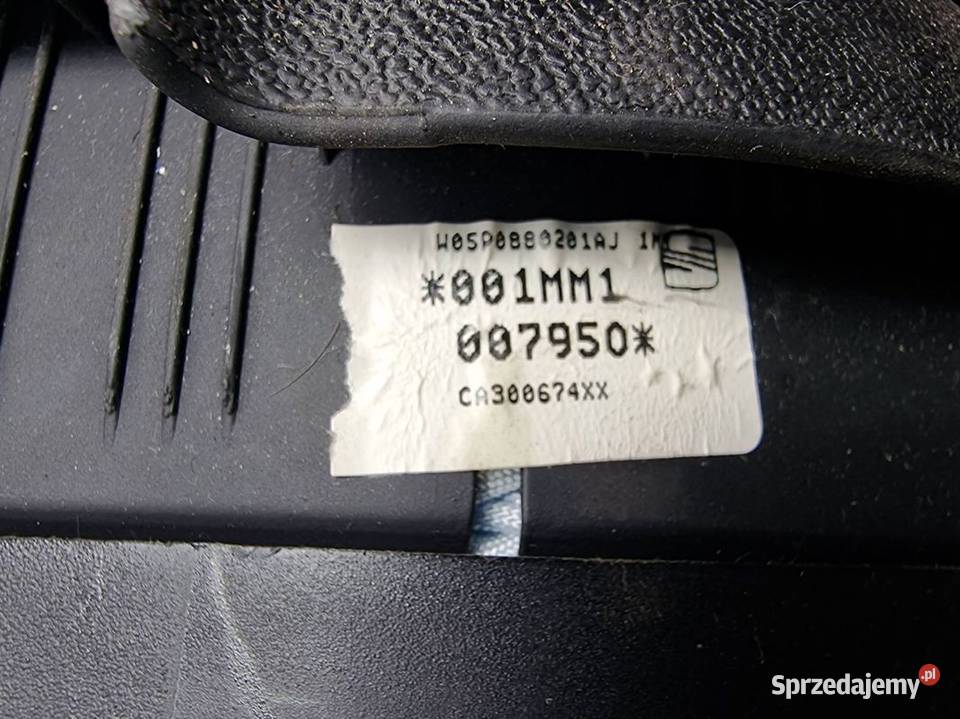 W05P0880201AJ 1M
*001MM1
007950*
CA300674XX
Sprzedajemy.pl